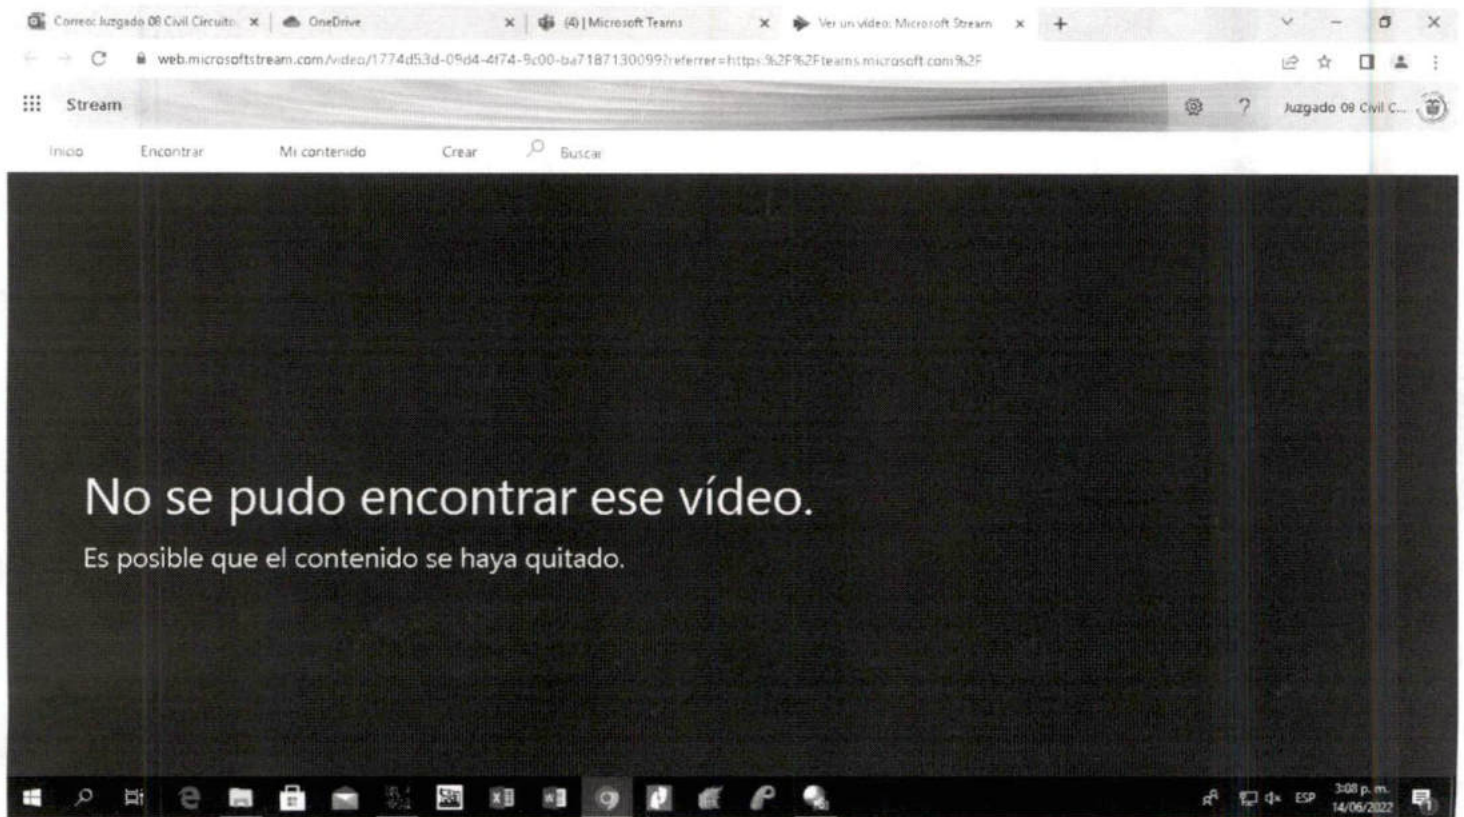 Correo: Juzgado 08 Civil Circuito
OneDrive
(4) | Microsoft Teams
Ver un vídeo: Microsoft Stream
web.microsoftstream.com/video/1774d53d-09d4-4f74-9c00-ba7187130099?referrer=https:%2F%2Fteams.microsoft.com%2F
Stream
?
Juzgado 08 Civil C...
Inicio
Encontrar
Mi contenido
Crear
Buscar
No se pudo encontrar ese vídeo.
Es posible que el contenido se haya quitado.
ESP
3:08 p. m.
14/06/2022